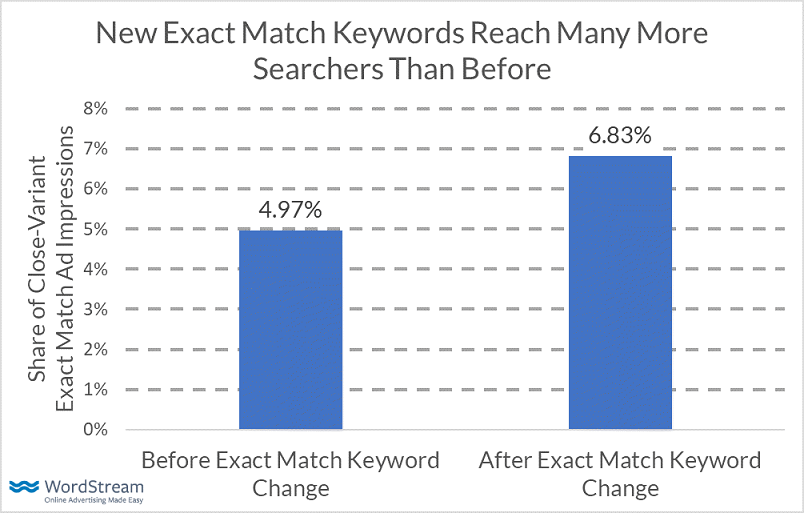 New Exact Match Keywords Reach Many More
Searchers Than Before
Share of Close-Variant
Exact Match Ad Impressions
8%
7%
6%
5%
4%
3%
2%
1%
0%
4.97%
6.83%
Before Exact Match Keyword
Change
After Exact Match Keyword
Change
WordStream
Online Advertising Made Easy